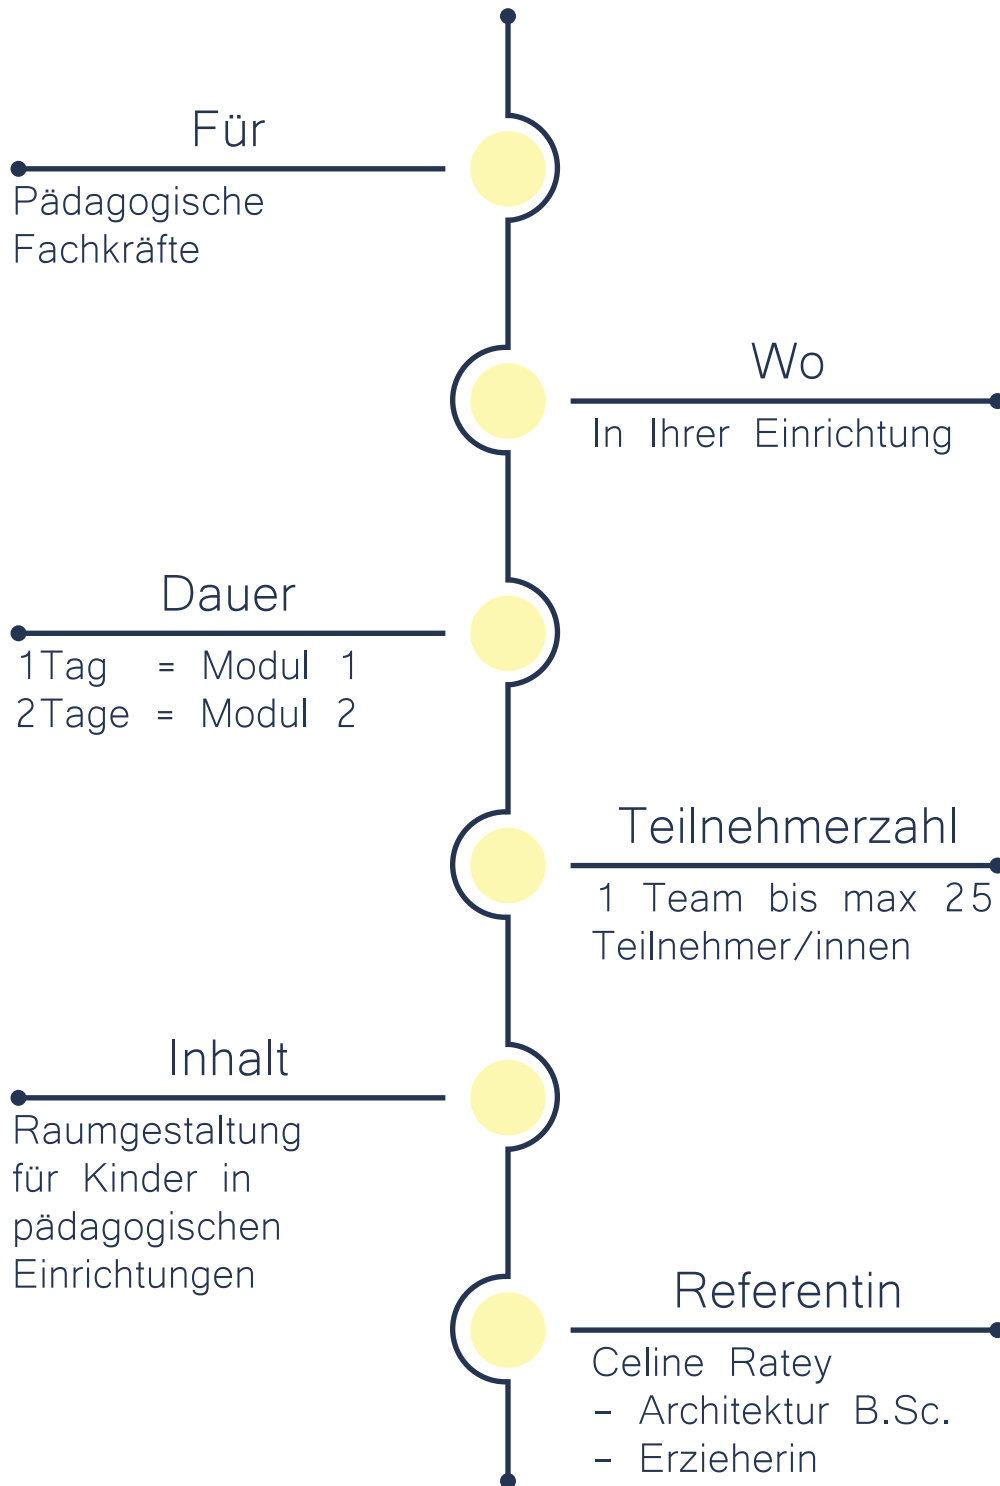 Für
Pädagogische
Fachkräfte
Wo
In Ihrer Einrichtung
Dauer
1Tag = Modul 1
2Tage = Modul 2
Teilnehmerzahl
1 Team bis max 25
Teilnehmer/innen
Inhalt
Raumgestaltung
für Kinder in
pädagogischen
Einrichtungen
Referentin
Celine Ratey
- Architektur B.Sc.
- Erzieherin